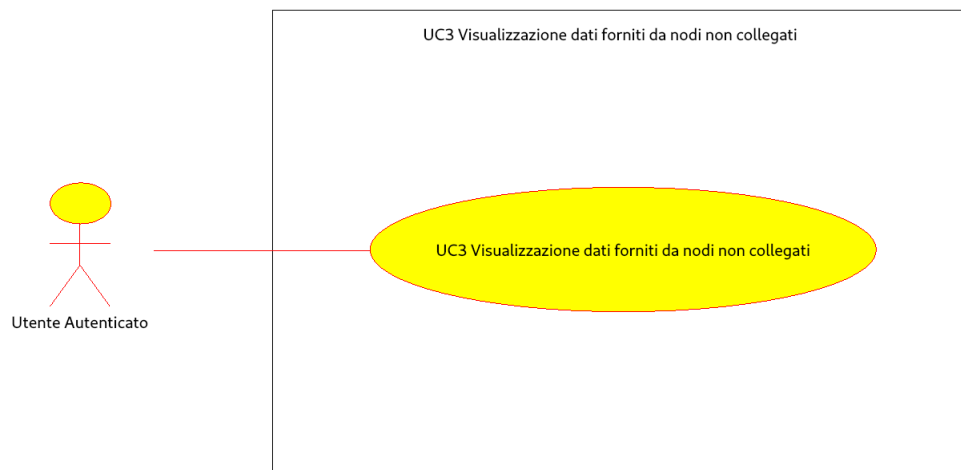 UC3 Visualizzazione dati forniti da nodi non collegati
UC3 Visualizzazione dati forniti da nodi non collegati
Utente Autenticato